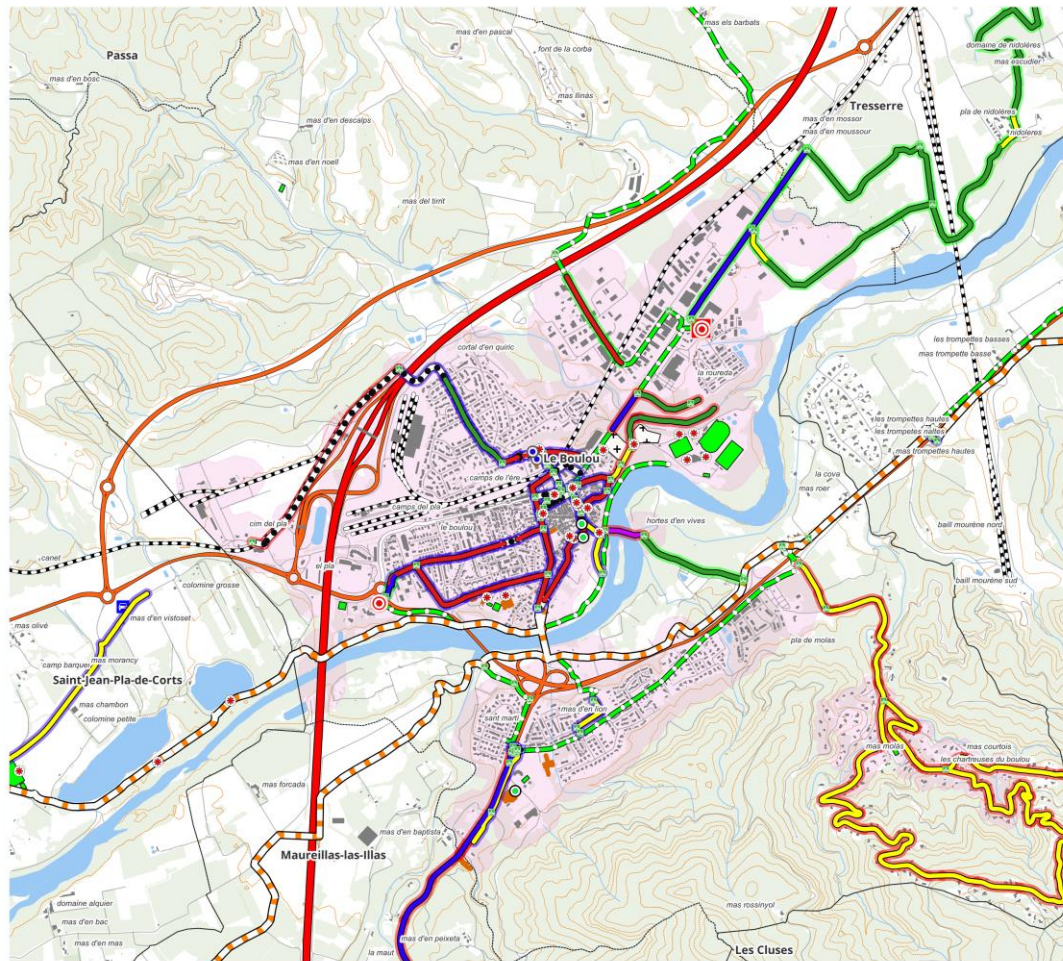 mas els barbats
mas d'en pascal
font de la corba
domaine de nidolères
mas escudier
Passa
mas d'en bosc
mas llinàs
Tresserre
pla de nidolères
mas d'en mossor
mas d'en moussour
nidoleres
mas d'en descalps
mas d'en noell
mas del tirrit
les trompettes basses
mas trompette basse
cortal d'en quiric
la roureda
les trompettes hautes
les trompetes naltes
mas trompettes hautes
Le Boulou
camps de l'ère
la cova
mas roer
camps del pla
baill mourène nord
cim del pla
le boulou
hortes d'en vives
canet
el pla
baill mourène sud
colomine grosse
mas olivé
mas d'en vistoset
pla de molas
camp barquer
mas morancy
Saint-Jean-Pla-de-Corts
mas chambon
mas d'en lion
colomine petite
sant marti
mas molas
mas courtois
les chartreuses du boulou
mas forcada
mas d'en baptista
Maureillas-las-Illas
domaine alquier
mas rossinyol
mas d'en bac
mas d'en mas
mas d'en peixeta
la maut
Les Cluses